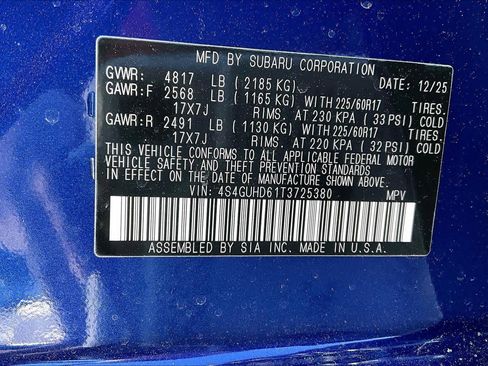 MFD BY SUBARU CORPORATION
GVWR: 4817 LB ( 2185 KG) DATE: 12/25
GAWR:F 2568 LB ( 1165 KG) WITH 225/60R17 TIRES,
17X7J RIMS, AT 230 KPA ( 33 PSI) COLD
GAWR:R 2491 LB ( 1130 KG) WITH 225/60R17 TIRES,
17X7J RIMS, AT 220 KPA ( 32 PSI) COLD
THIS VEHICLE CONFORMS TO ALL APPLICABLE FEDERAL MOTOR
VEHICLE SAFETY AND THEFT PREVENTION STANDARDS
IN EFFECT ON THE DATE OF MANUFACTURE SHOWN ABOVE.
VIN: 4S4GUHD61T3725380 MPV
ASSEMBLED BY SIA INC. MADE IN U.S.A.